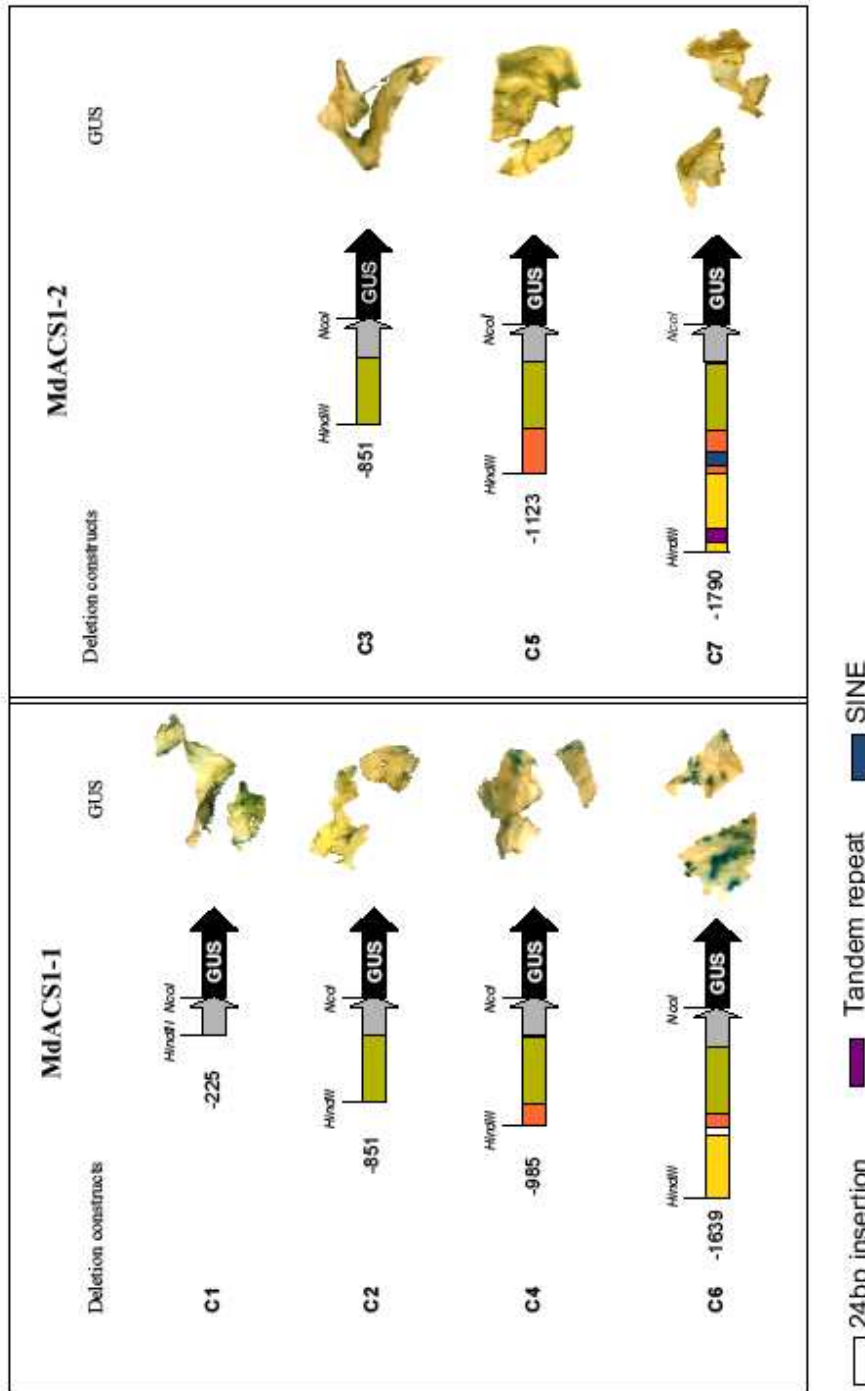 MdACS1-1
Deletion constructs
GUS
C1
-225
HindIII NcoI
GUS
C2
-851
HindIII
NcoI
GUS
C4
-985
HindIII
NcoI
GUS
C6
-1639
HindIII
NcoI
GUS
MdACS1-2
Deletion constructs
GUS
C3
-851
HindIII
NcoI
GUS
C5
-1123
HindIII
NcoI
GUS
C7
-1790
HindIII
NcoI
GUS
24bp insertion
Tandem repeat
SINE